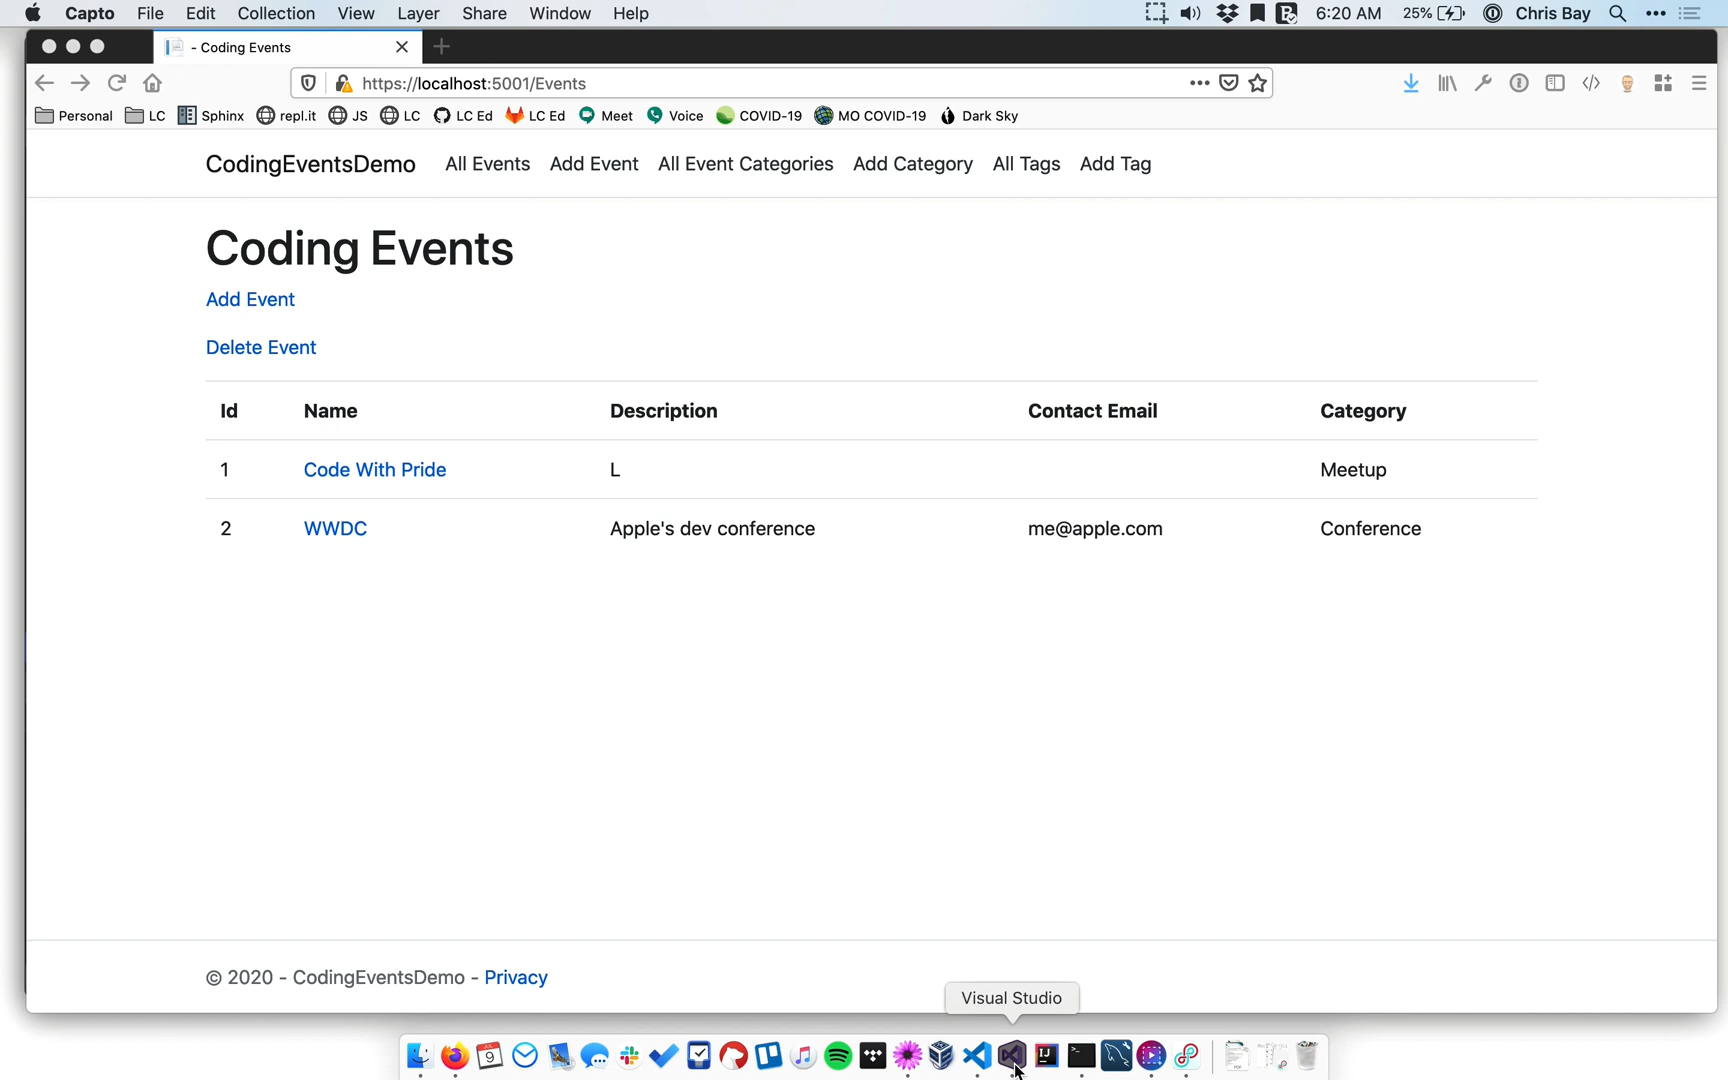 Capto File Edit Collection View Layer Share Window Help 6:20 AM 25% Chris Bay
- Coding Events
https://localhost:5001/Events
Personal LC Sphinx repl.it JS LC LC Ed LC Ed Meet Voice COVID-19 MO COVID-19 Dark Sky
CodingEventsDemo All Events Add Event All Event Categories Add Category All Tags Add Tag
Coding Events
Add Event
Delete Event
Id Name Description Contact Email Category
1 Code With Pride L Meetup
2 WWDC Apple's dev conference me@apple.com Conference
© 2020 - CodingEventsDemo - Privacy
Visual Studio
9
IJ